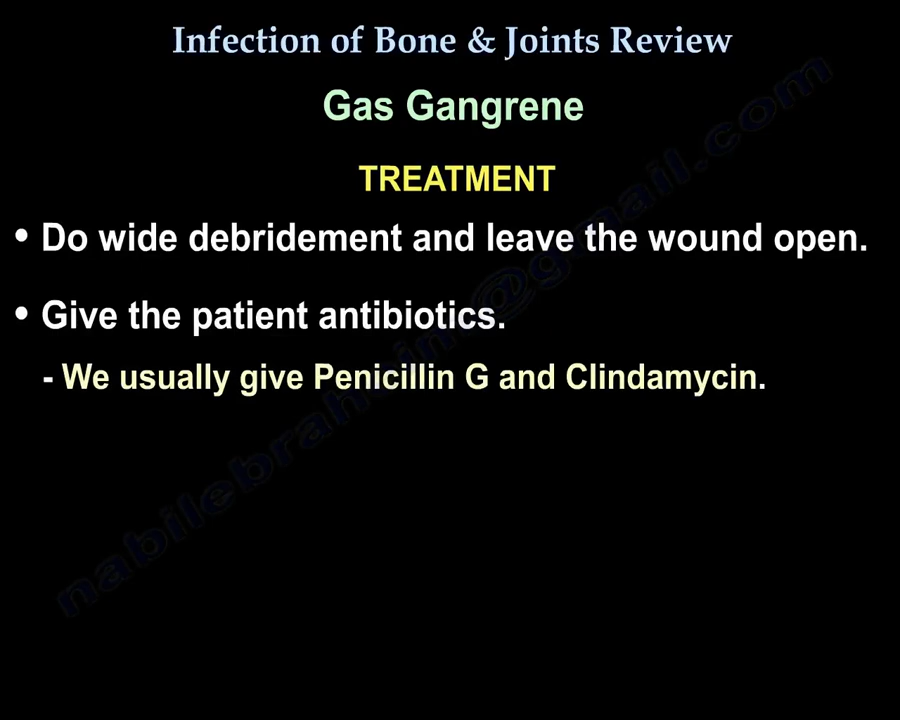 Infection of Bone & Joints Review
Gas Gangrene
TREATMENT
• Do wide debridement and leave the wound open.
• Give the patient antibiotics.
- We usually give Penicillin G and Clindamycin.
nabilebraheim@gmail.com